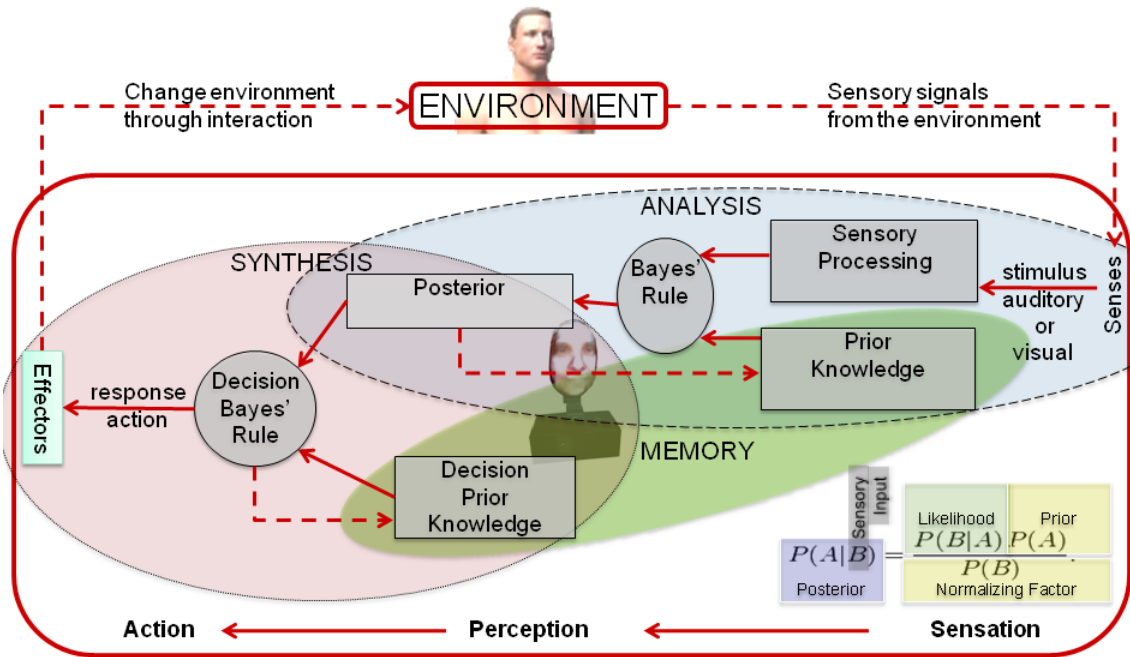 Change environment
through interaction
ENVIRONMENT
Sensory signals
from the environment
ANALYSIS
SYNTHESIS
Sensory
Processing
Bayes'
Rule
Posterior
stimulus
auditory
or
visual
Senses
Prior
Knowledge
Effectors
response
action
Decision
Bayes'
Rule
MEMORY
Decision
Prior
Knowledge
Sensory
Input
Likelihood
Prior
P(A|B) = P(B|A) P(A)
P(B)
.
Posterior
Normalizing Factor
Action
Perception
Sensation